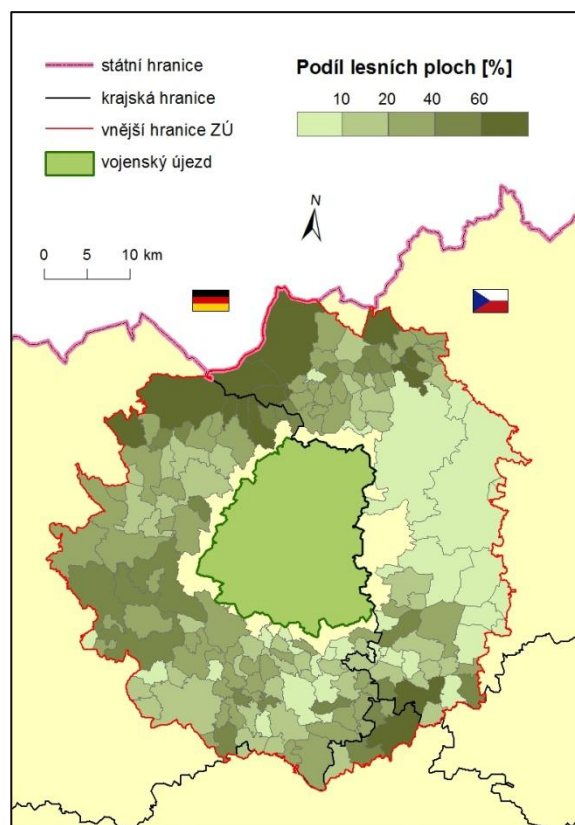 státní hranice
krajská hranice
vnější hranice ZÚ
vojenský újezd
Podíl lesních ploch [%]
10 20 40 60
N
0 5 10 km